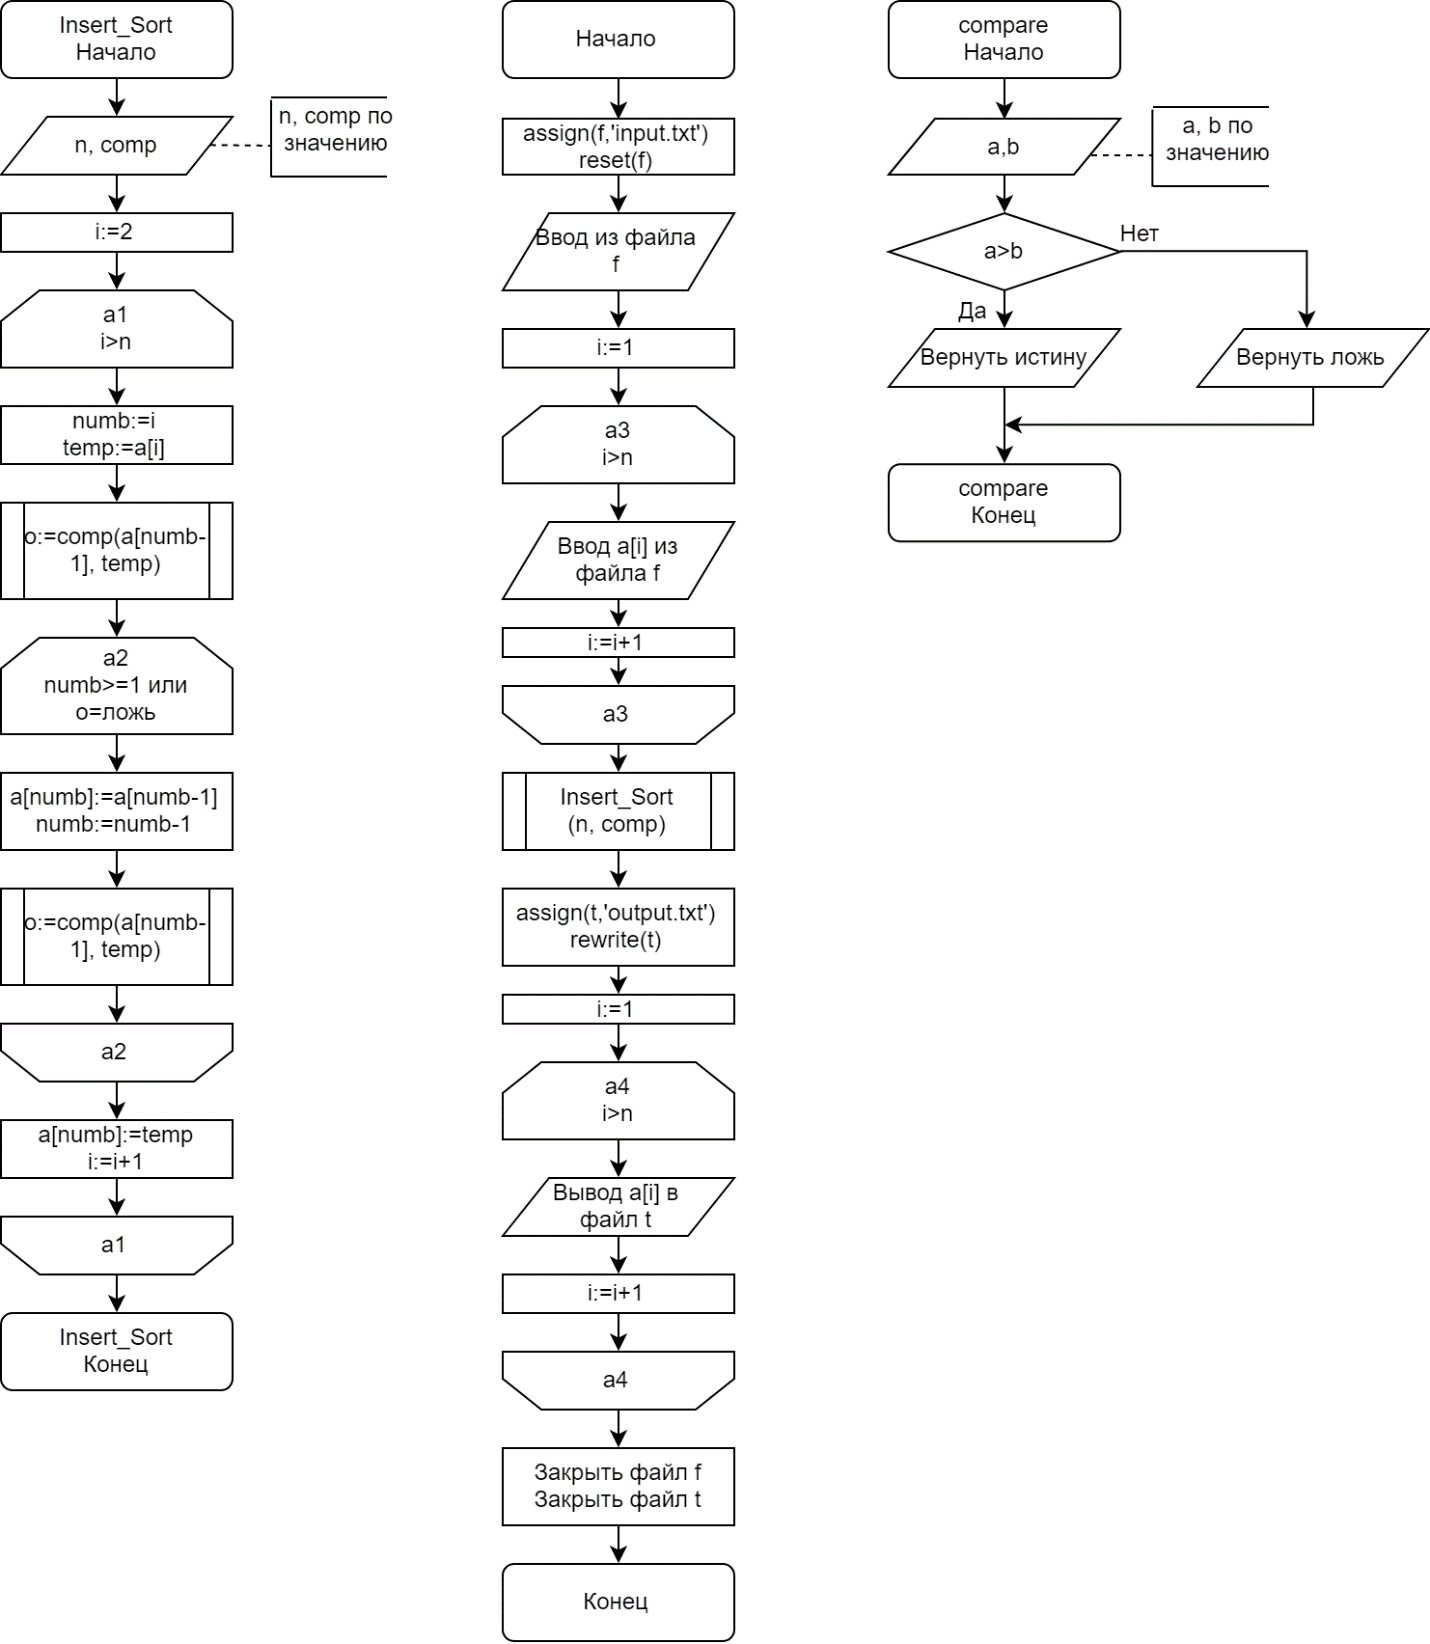 Insert_Sort
Начало
n, comp
n, comp по
значению
i:=2
a1
i>n
numb:=i
temp:=a[i]
o:=comp(a[numb-
1], temp)
a2
numb>=1 или
o=ложь
a[numb]:=a[numb-1]
numb:=numb-1
o:=comp(a[numb-
1], temp)
a2
a[numb]:=temp
i:=i+1
a1
Insert_Sort
Конец
Начало
assign(f,'input.txt')
reset(f)
Ввод из файла
f
i:=1
a3
i>n
Ввод a[i] из
файла f
i:=i+1
a3
Insert_Sort
(n, comp)
assign(t,'output.txt')
rewrite(t)
i:=1
a4
i>n
Вывод a[i] в
файл t
i:=i+1
a4
Закрыть файл f
Закрыть файл t
Конец
compare
Начало
a,b
a, b по
значению
a>b
Нет
Да
Вернуть истину
Вернуть ложь
compare
Конец